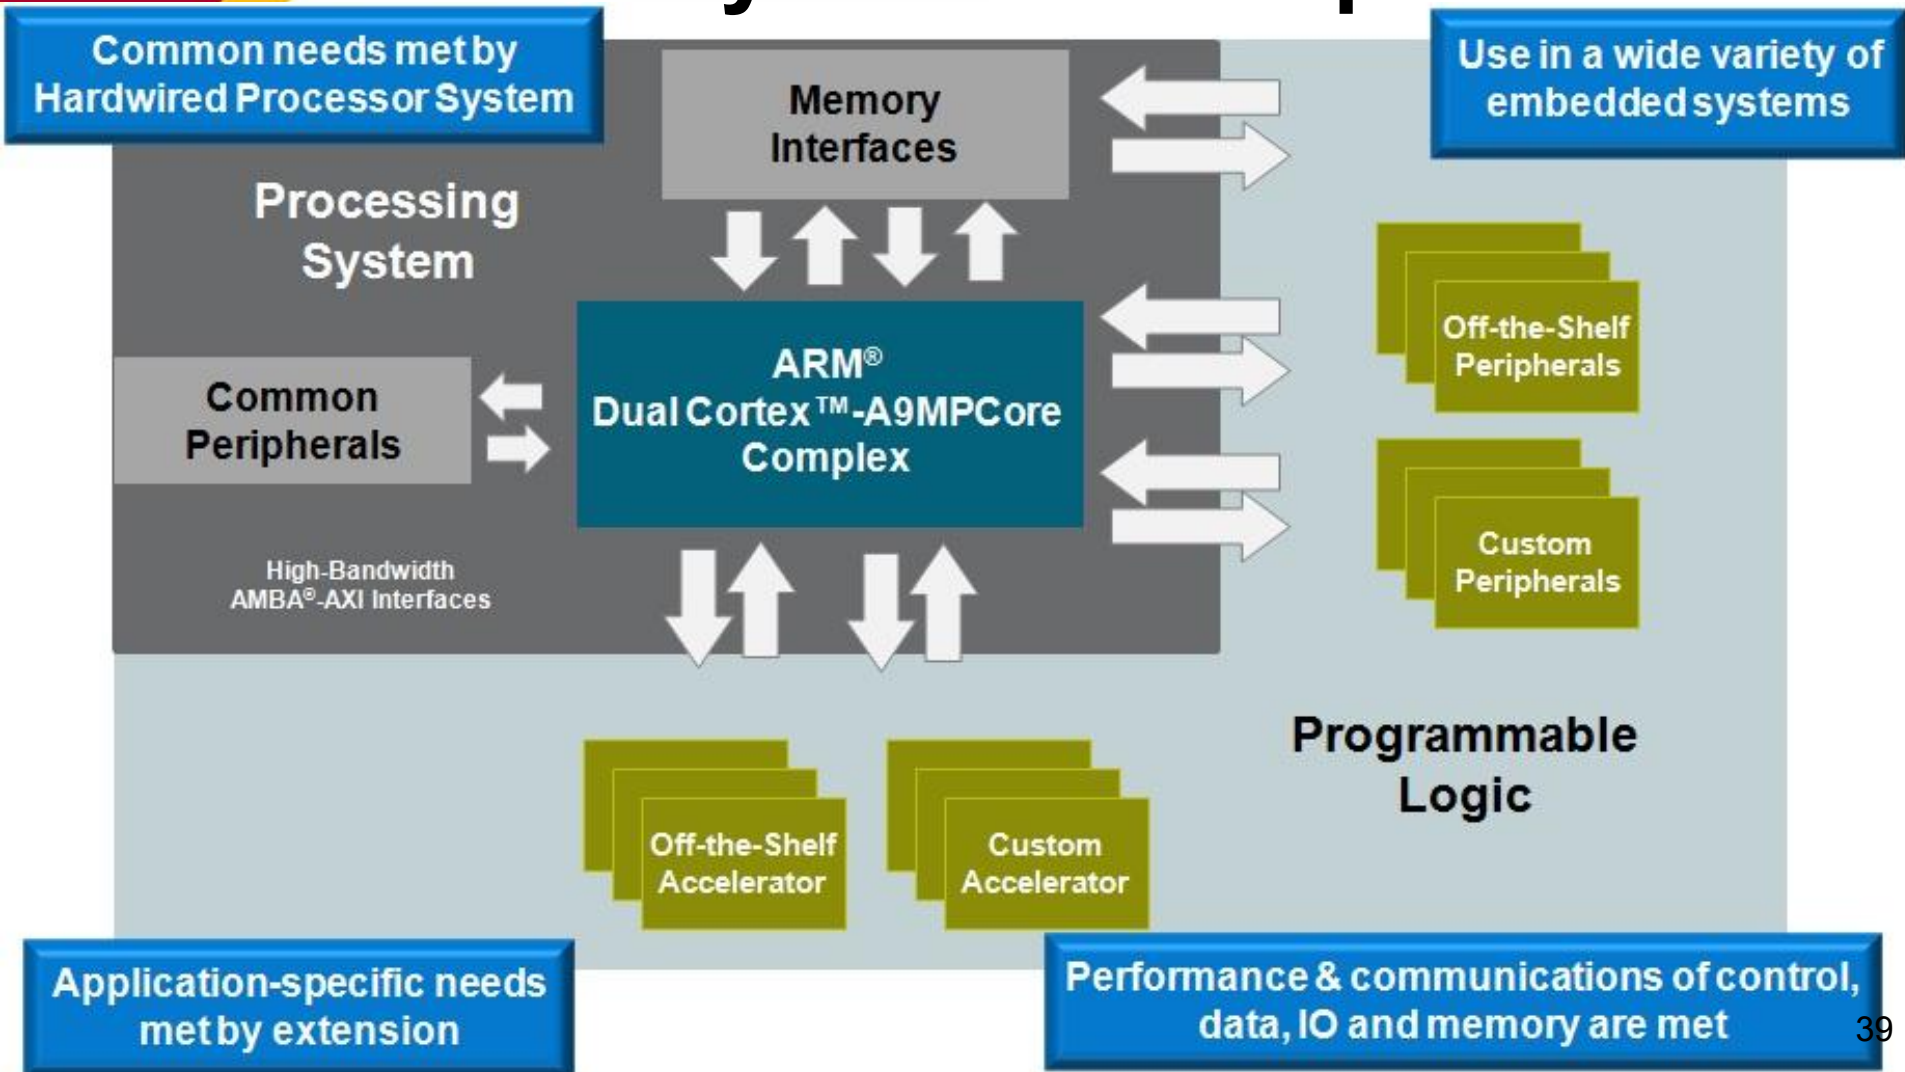 Common needs met by
Hardwired Processor System
Use in a wide variety of
embedded systems
Memory
Interfaces
Processing
System
Off-the-Shelf
Peripherals
ARM®
Dual Cortex™-A9MPCore
Complex
Common
Peripherals
Custom
Peripherals
High-Bandwidth
AMBA®-AXI Interfaces
Programmable
Logic
Off-the-Shelf
Accelerator
Custom
Accelerator
Application-specific needs
met by extension
Performance & communications of control,
data, IO and memory are met
39